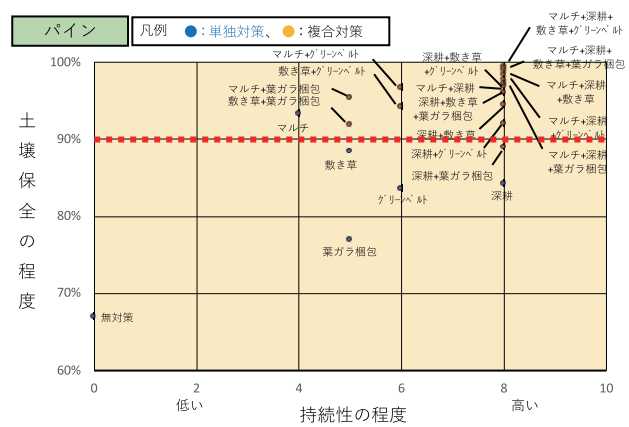 パイン
凡例 ●：単独対策、●：複合対策
マルチ+深耕+
敷き草+グリーンベルト
マルチ+深耕+
敷き草+葉ガラ梱包
マルチ+グリーンベルト
敷き草+グリーンベルト
深耕+敷き草
+グリーンベルト
マルチ+深耕
+敷き草
マルチ+葉ガラ梱包
敷き草+葉ガラ梱包
マルチ+深耕
深耕+敷き草
+葉ガラ梱包
マルチ+深耕
+グリーンベルト
マルチ
深耕+敷き草
深耕+グリーンベルト
マルチ+深耕
+葉ガラ梱包
敷き草
深耕+葉ガラ梱包
グリーンベルト
深耕
葉ガラ梱包
無対策
100%
90%
80%
70%
60%
土壌保全の程度
0 2 4 6 8 10
低い 高い
持続性の程度